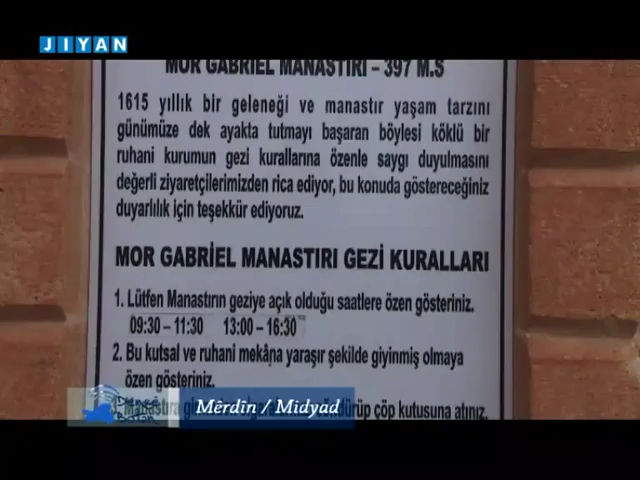 JIYAN
MOR GABRIEL MANASTIRI – 397 M.S
1615 yıllık bir geleneği ve manastır yaşam tarzını
günümüze dek ayakta tutmayı başaran böylesi köklü bir
ruhani kurumun gezi kurallarına özenle saygı duyulmasını
değerli ziyaretçilerimizden rica ediyor, bu konuda göstereceğiniz
duyarlılık için teşekkür ediyoruz.
MOR GABRIEL MANASTIRI GEZİ KURALLARI
1. Lütfen Manastırın geziye açık olduğu saatlere özen gösteriniz.
09:30 – 11:30 13:00 – 16:30
2. Bu kutsal ve ruhani mekâna yaraşır şekilde giyinmiş olmaya
özen gösteriniz.
Manastıra çöp kutusuna atınız.
Mêrdîn / Midyad